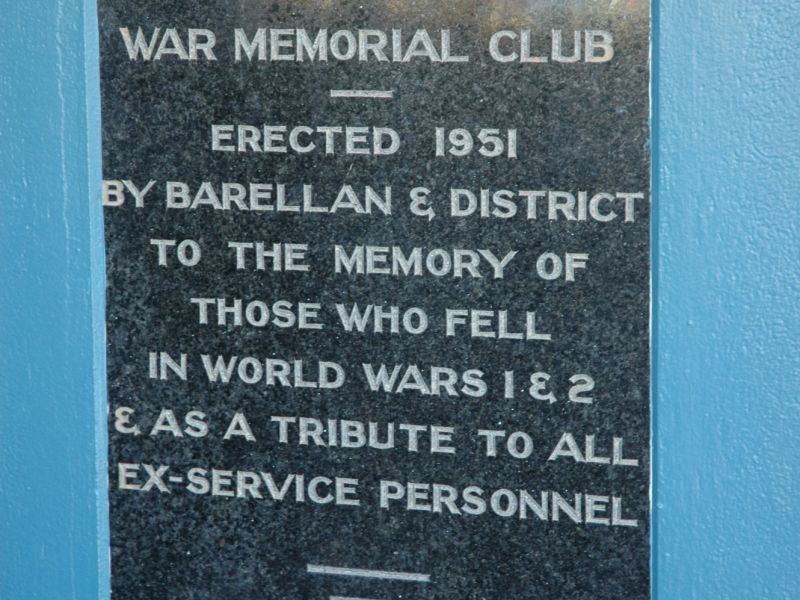 WAR MEMORIAL CLUB
ERECTED 1951
BY BARELLAN & DISTRICT
TO THE MEMORY OF
THOSE WHO FELL
IN WORLD WARS 1 & 2
& AS A TRIBUTE TO ALL
EX-SERVICE PERSONNEL